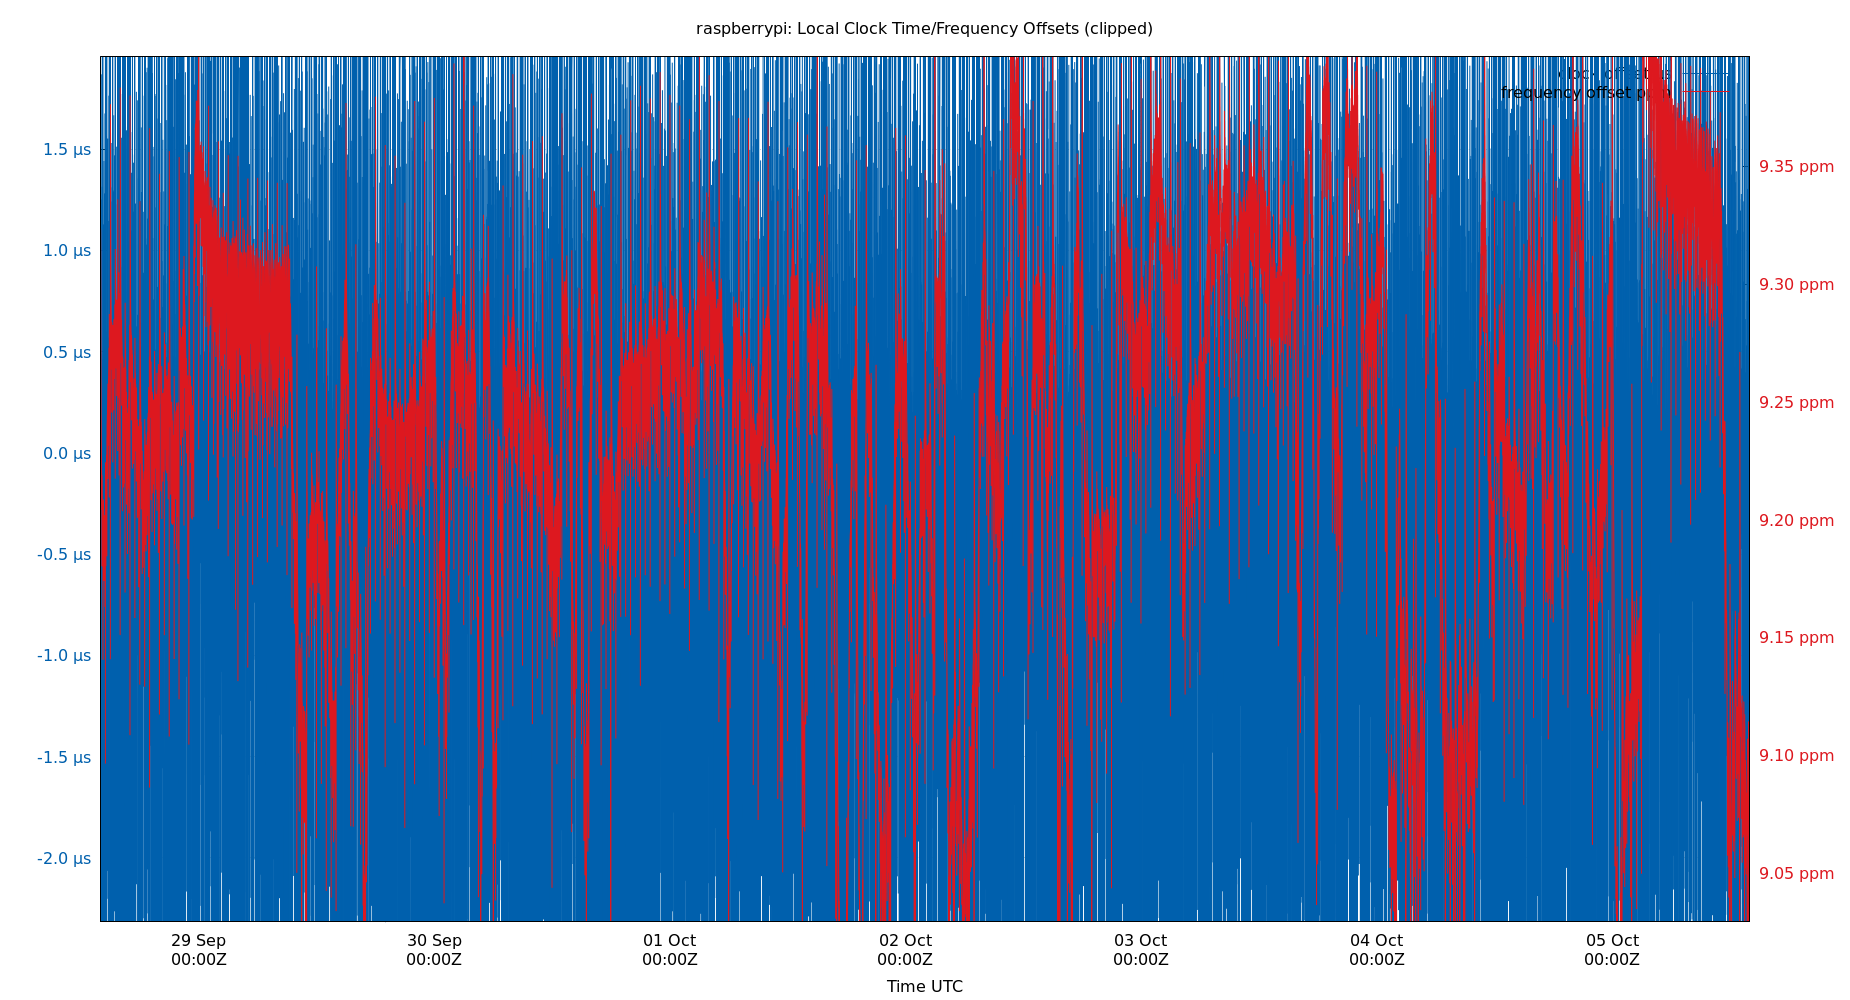 raspberrypi: Local Clock Time/Frequency Offsets (clipped)
clock offset
frequency offset ppm
1.5 µs
1.0 µs
0.5 µs
0.0 µs
-0.5 µs
-1.0 µs
-1.5 µs
-2.0 µs
9.35 ppm
9.30 ppm
9.25 ppm
9.20 ppm
9.15 ppm
9.10 ppm
9.05 ppm
29 Sep
00:00Z
30 Sep
00:00Z
01 Oct
00:00Z
02 Oct
00:00Z
03 Oct
00:00Z
04 Oct
00:00Z
05 Oct
00:00Z
Time UTC